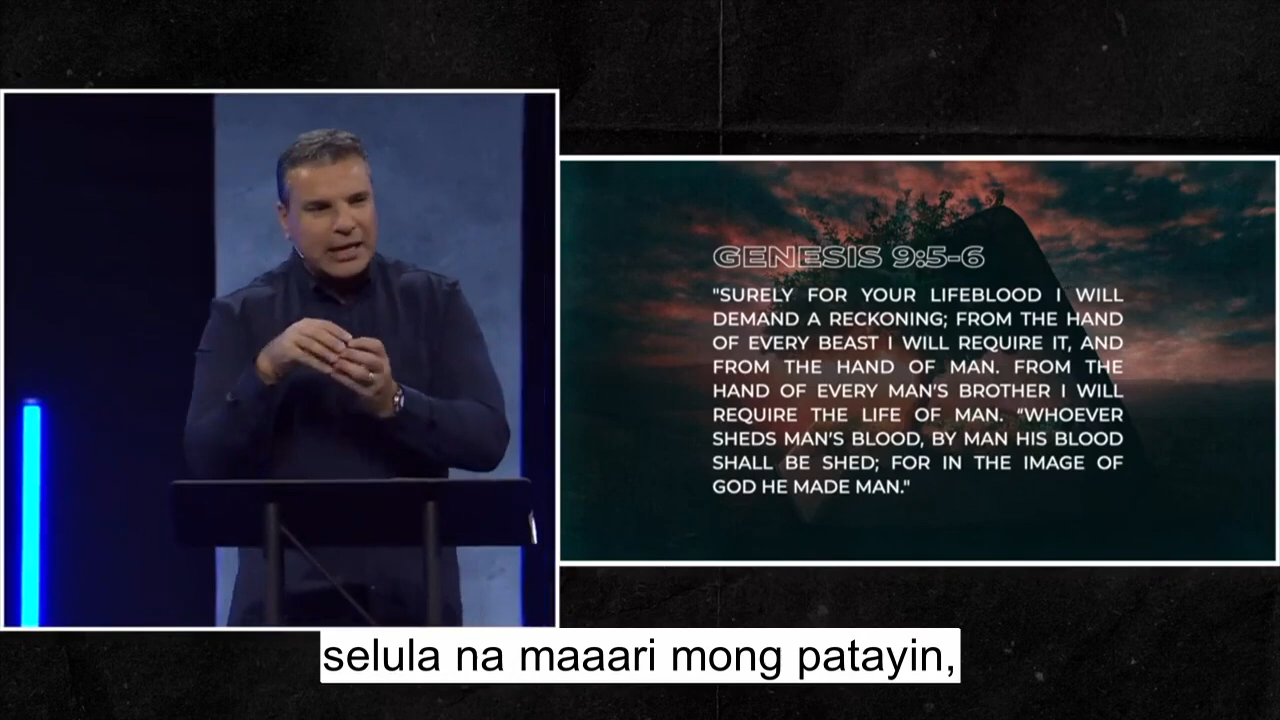 GENESIS 9:5-6
"SURELY FOR YOUR LIFEBLOOD I WILL
DEMAND A RECKONING; FROM THE HAND
OF EVERY BEAST I WILL REQUIRE IT, AND
FROM THE HAND OF MAN. FROM THE
HAND OF EVERY MAN'S BROTHER I WILL
REQUIRE THE LIFE OF MAN. “WHOEVER
SHEDS MAN'S BLOOD, BY MAN HIS BLOOD
SHALL BE SHED; FOR IN THE IMAGE OF
GOD HE MADE MAN."
selula na maaari mong patayin,